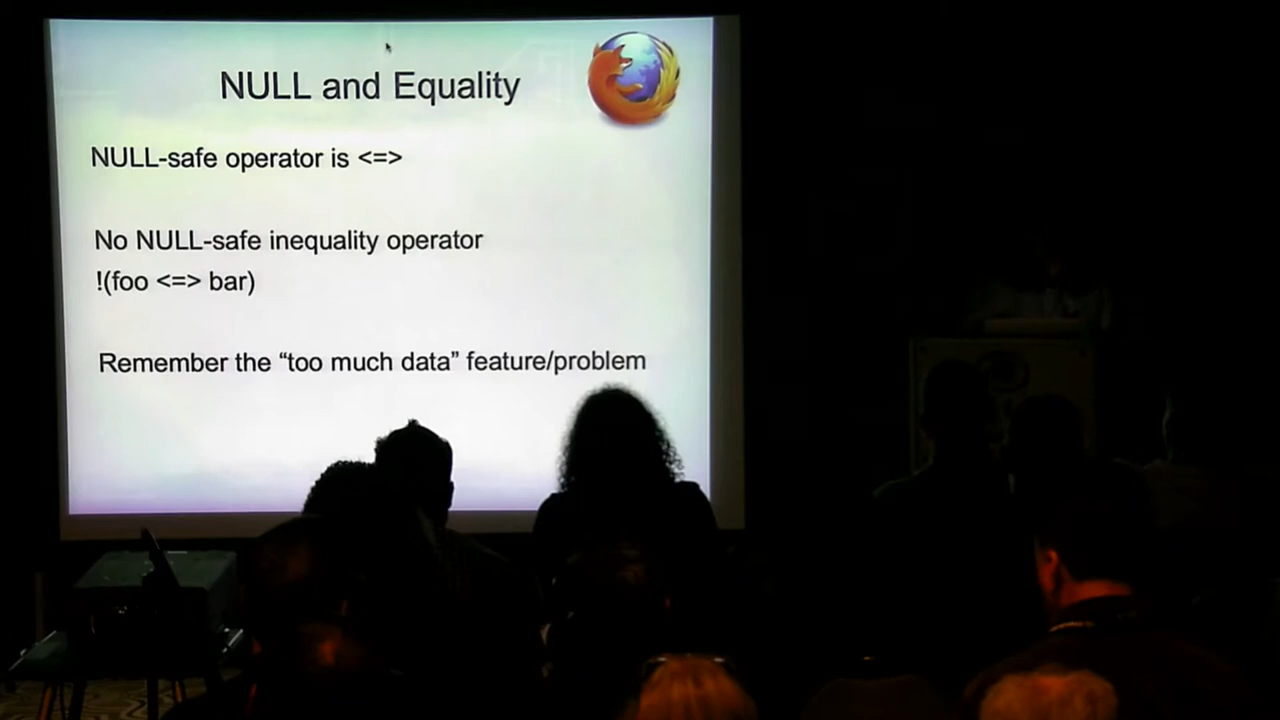 NULL and Equality
NULL-safe operator is <=>
No NULL-safe inequality operator
!(foo <=> bar)
Remember the “too much data” feature/problem